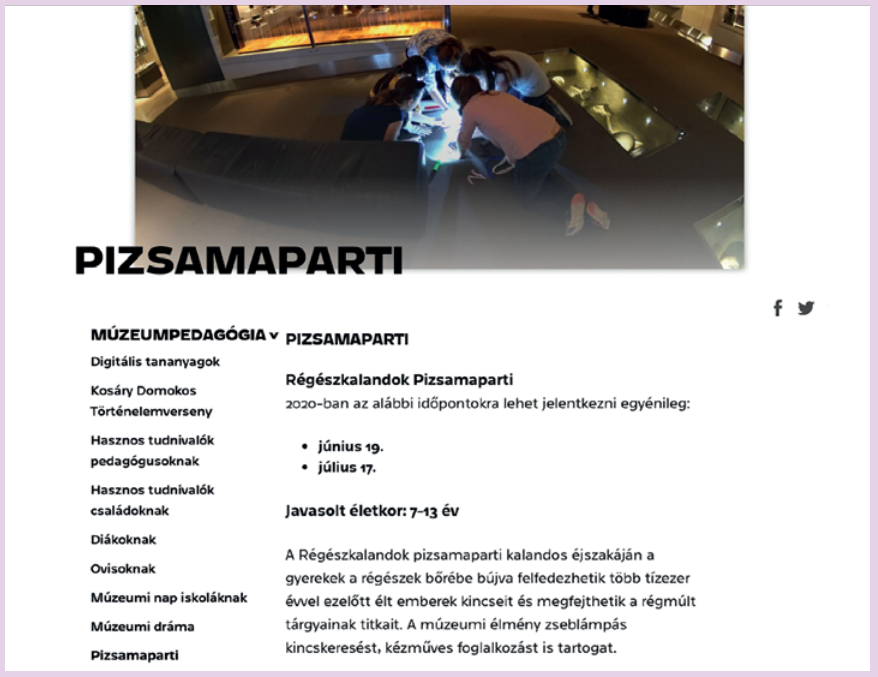 PIZSAMAPARTI
MÚZEUMPEDAGÓGIA
Digitális tananyagok
Kosáry Domokos
Történelemverseny
Hasznos tudnivalók
pedagógusoknak
Hasznos tudnivalók
családoknak
Diákoknak
Ovisoknak
Múzeumi nap iskoláknak
Múzeumi dráma
Pizsamaparti
PIZSAMAPARTI
Régészkalandok Pizsamaparti
2020-ban az alábbi időpontokra lehet jelentkezni egyénileg:
• június 19.
• július 17.
Javasolt életkor: 7-13 év
A Régészkalandok pizsamaparti kalandos éjszakáján a
gyerekek a régészek bőrébe bújva felfedezhetik több tízezer
évvel ezelőtt élt emberek kincseit és megfejthetik a régmúlt
tárgyainak titkait. A múzeumi élmény zseblámpás
kincskeresést, kézműves foglalkozást is tartogat.